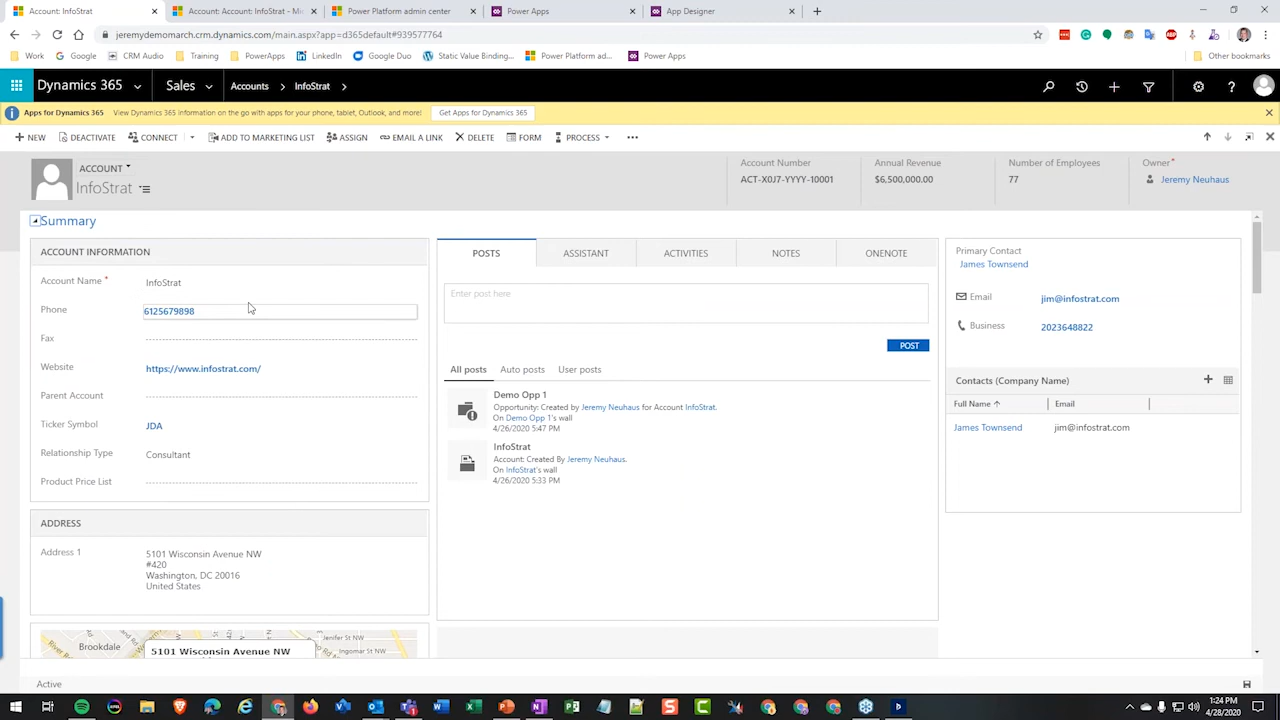 Account: InfoStrat
Account: Account: InfoStrat - Mi
Power Platform admin center
Power Apps
App Designer
jeremydemomarch.crm.dynamics.com/main.aspx?app=d365default#939577764
Work
Google
CRM Audio
Training
PowerApps
LinkedIn
Google Duo
Static Value Binding...
Power Platform ad...
Power Apps
Other bookmarks
Dynamics 365
Sales
Accounts
InfoStrat
Apps for Dynamics 365
View Dynamics 365 information on the go with apps for your phone, tablet, Outlook, and more!
Get Apps for Dynamics 365
NEW
DEACTIVATE
CONNECT
ADD TO MARKETING LIST
ASSIGN
EMAIL A LINK
DELETE
FORM
PROCESS
ACCOUNT
InfoStrat
Account Number
ACT-X0J7-YYYY-10001
Annual Revenue
$6,500,000.00
Number of Employees
77
Owner *
Jeremy Neuhaus
Summary
ACCOUNT INFORMATION
Account Name *
InfoStrat
Phone
6125679898
Fax
Website
https://www.infostrat.com/
Parent Account
Ticker Symbol
JDA
Relationship Type
Consultant
Product Price List
ADDRESS
Address 1
5101 Wisconsin Avenue NW
#420
Washington, DC 20016
United States
Brookdale
5101 Wisconsin Avenue NW
Jenifer St NW
Ingomar St NW
POSTS
ASSISTANT
ACTIVITIES
NOTES
ONENOTE
Enter post here
POST
All posts
Auto posts
User posts
Demo Opp 1
Opportunity: Created by Jeremy Neuhaus for Account InfoStrat.
On Demo Opp 1's wall
4/26/2020 5:47 PM
InfoStrat
Account: Created By Jeremy Neuhaus.
On InfoStrat's wall
4/26/2020 5:33 PM
Primary Contact
James Townsend
Email
jim@infostrat.com
Business
2023648822
Contacts (Company Name)
Full Name
Email
James Townsend
jim@infostrat.com
Active
1:24 PM
4/28/2020